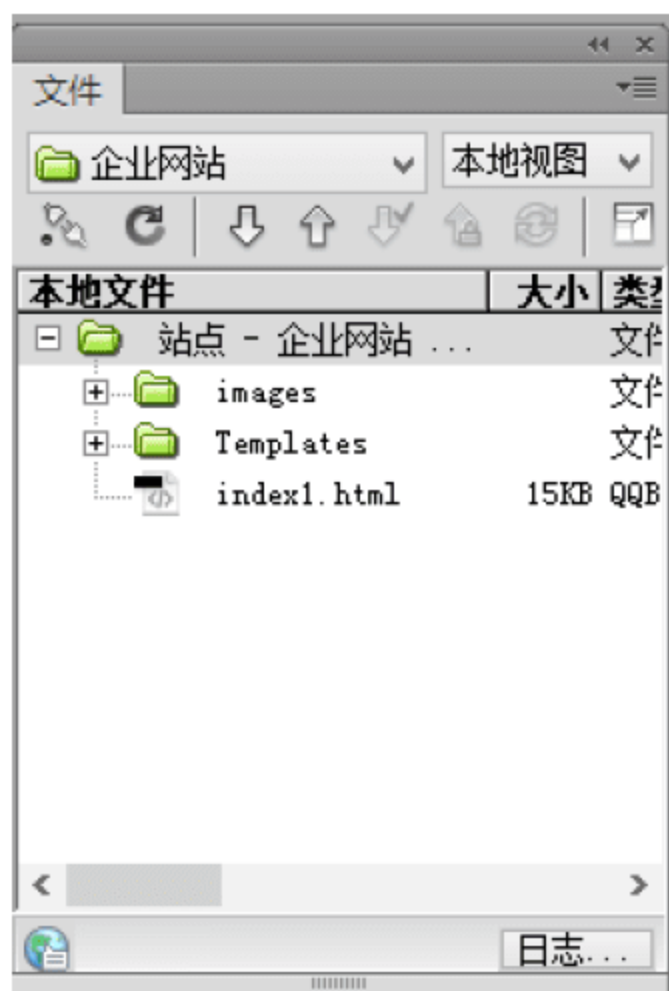 文件
企业网站 本地视图
本地文件 大小
站点 - 企业网站 ... 文件
images 文件
Templates 文件
index1.html 15KB QQB
日志...